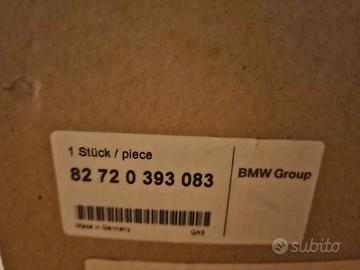 1 Stück / piece
82 72 0 393 083
BMW Group
Made in Germany
QA3
subito